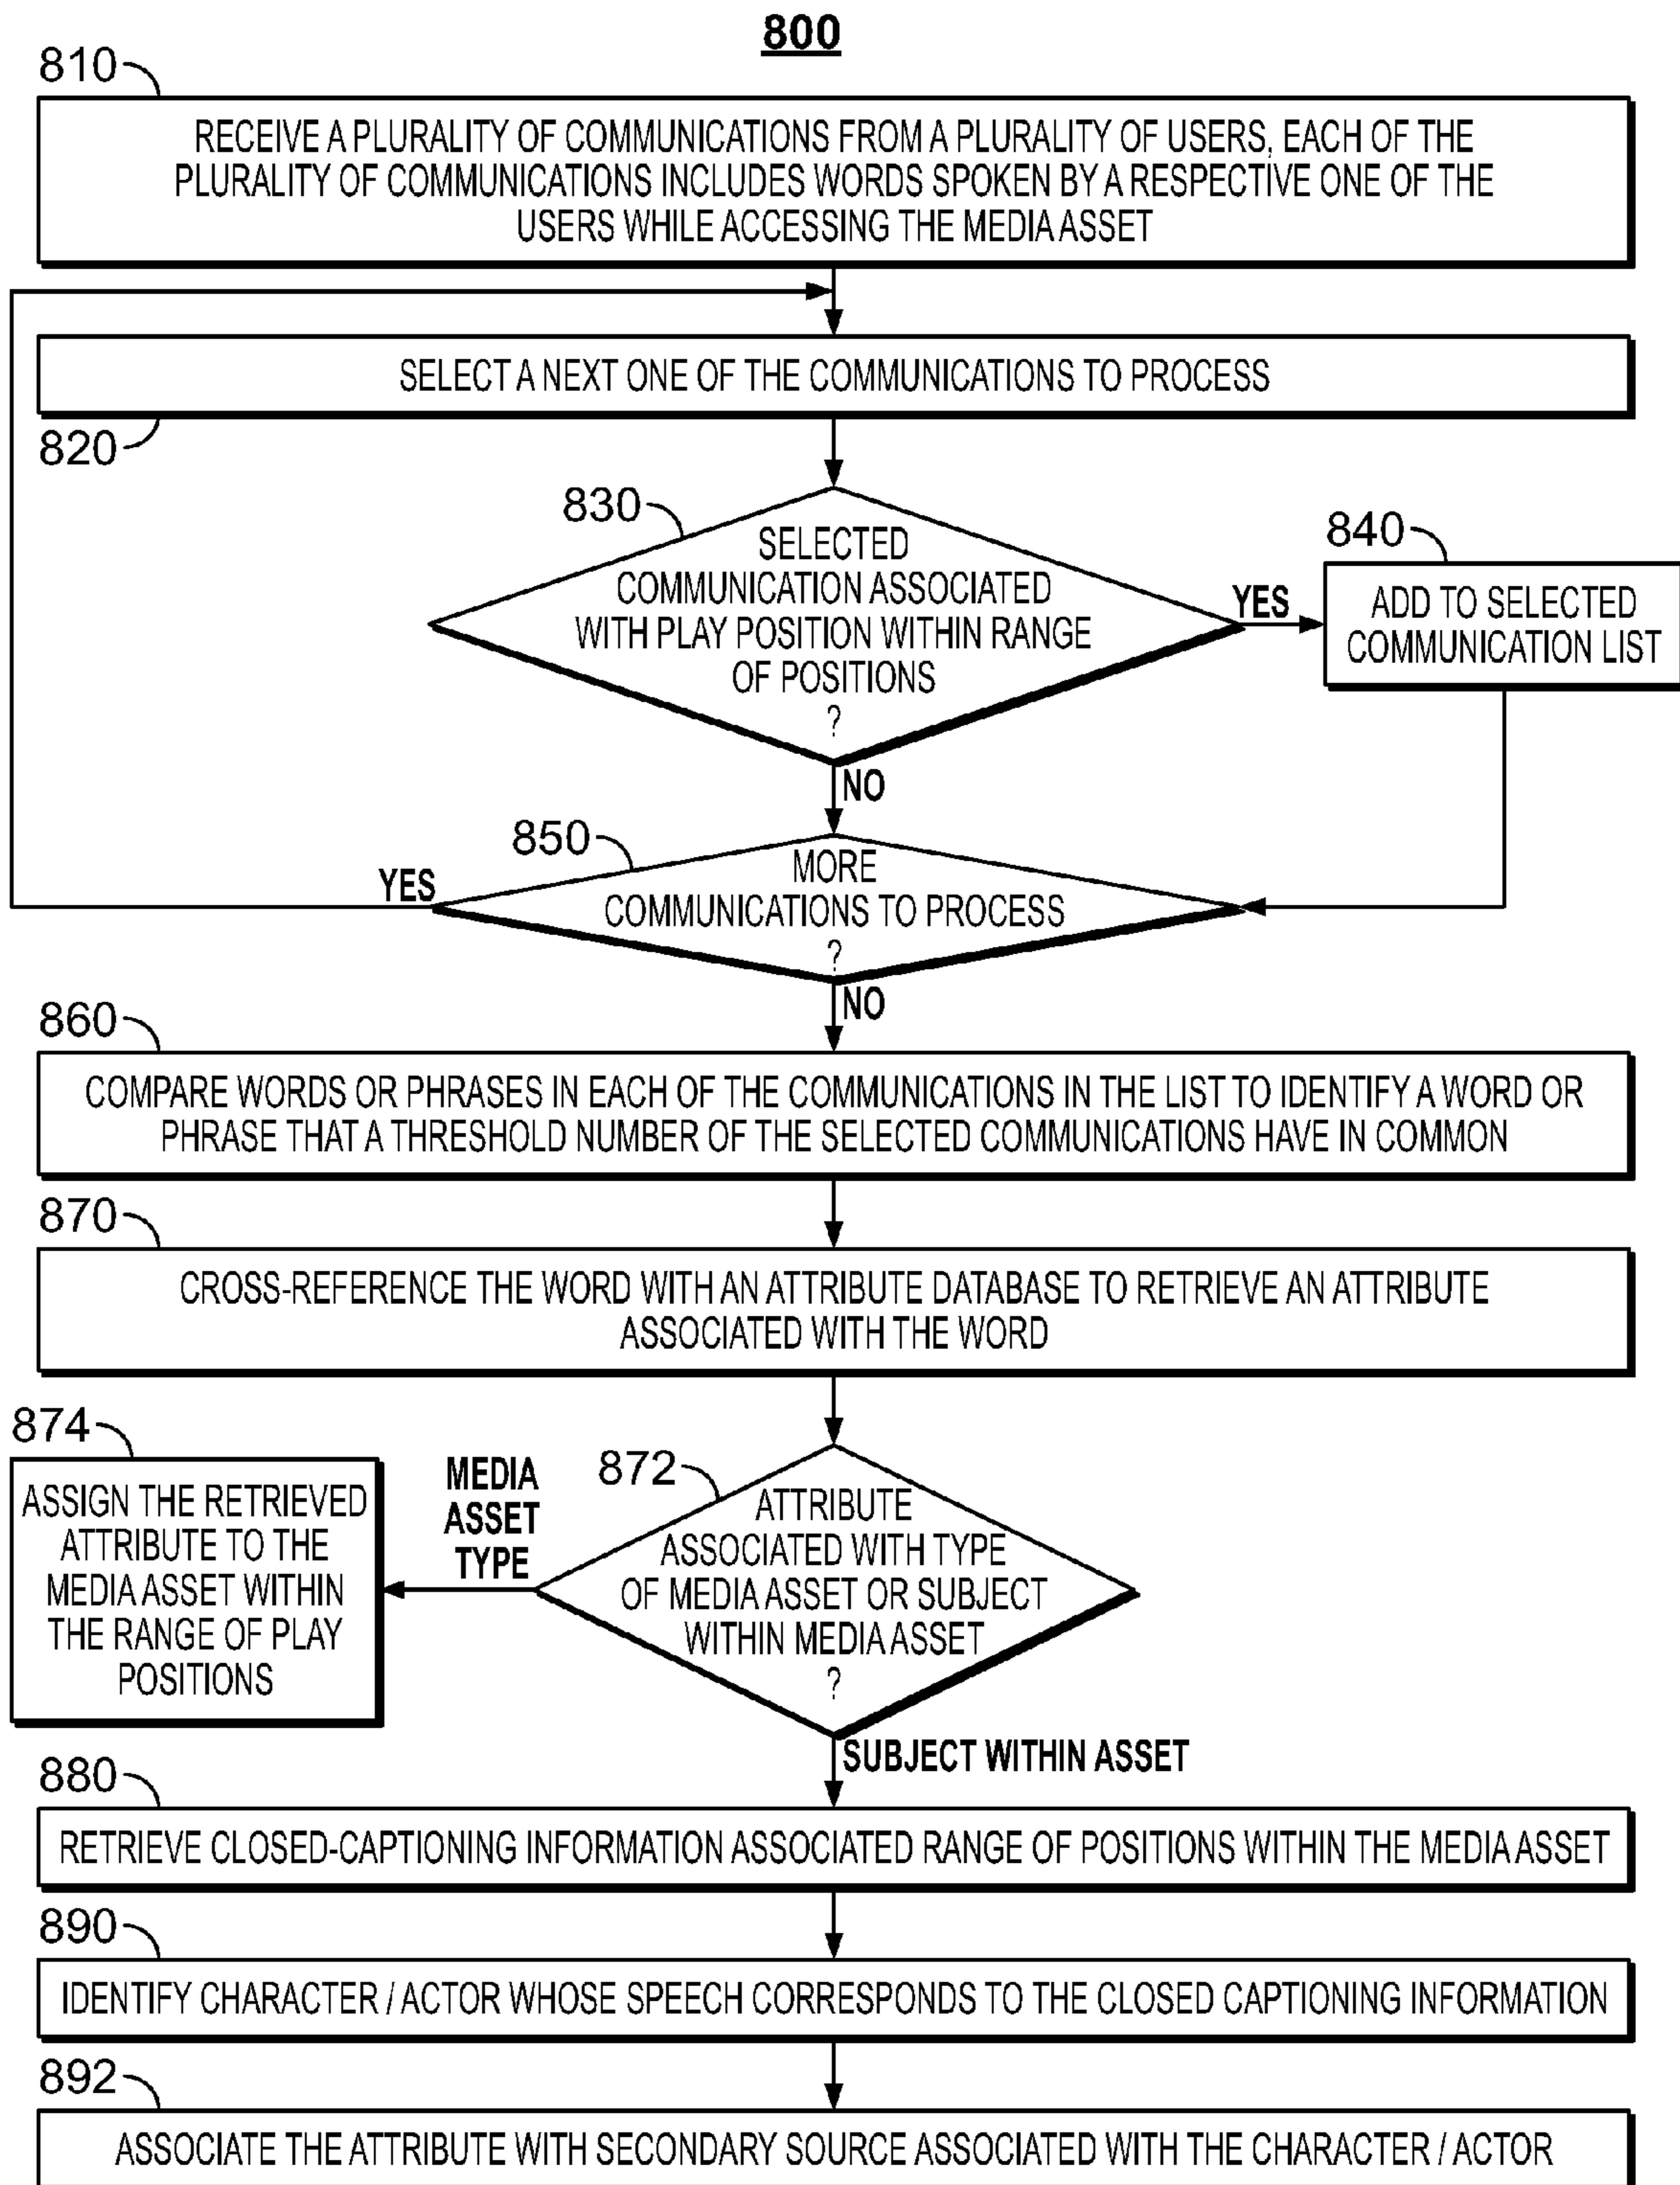 800
810
RECEIVE A PLURALITY OF COMMUNICATIONS FROM A PLURALITY OF USERS, EACH OF THE
PLURALITY OF COMMUNICATIONS INCLUDES WORDS SPOKEN BY A RESPECTIVE ONE OF THE
USERS WHILE ACCESSING THE MEDIA ASSET
SELECT A NEXT ONE OF THE COMMUNICATIONS TO PROCESS
820
830
SELECTED
COMMUNICATION ASSOCIATED
WITH PLAY POSITION WITHIN RANGE
OF POSITIONS
?
YES
840
ADD TO SELECTED
COMMUNICATION LIST
NO
850
MORE
COMMUNICATIONS TO PROCESS
?
YES
NO
860
COMPARE WORDS OR PHRASES IN EACH OF THE COMMUNICATIONS IN THE LIST TO IDENTIFY A WORD OR
PHRASE THAT A THRESHOLD NUMBER OF THE SELECTED COMMUNICATIONS HAVE IN COMMON
870
CROSS-REFERENCE THE WORD WITH AN ATTRIBUTE DATABASE TO RETRIEVE AN ATTRIBUTE
ASSOCIATED WITH THE WORD
872
ATTRIBUTE
ASSOCIATED WITH TYPE
OF MEDIA ASSET OR SUBJECT
WITHIN MEDIA ASSET
?
MEDIA
ASSET
TYPE
874
ASSIGN THE RETRIEVED
ATTRIBUTE TO THE
MEDIA ASSET WITHIN
THE RANGE OF PLAY
POSITIONS
SUBJECT WITHIN ASSET
880
RETRIEVE CLOSED-CAPTIONING INFORMATION ASSOCIATED RANGE OF POSITIONS WITHIN THE MEDIA ASSET
890
IDENTIFY CHARACTER / ACTOR WHOSE SPEECH CORRESPONDS TO THE CLOSED CAPTIONING INFORMATION
892
ASSOCIATE THE ATTRIBUTE WITH SECONDARY SOURCE ASSOCIATED WITH THE CHARACTER / ACTOR